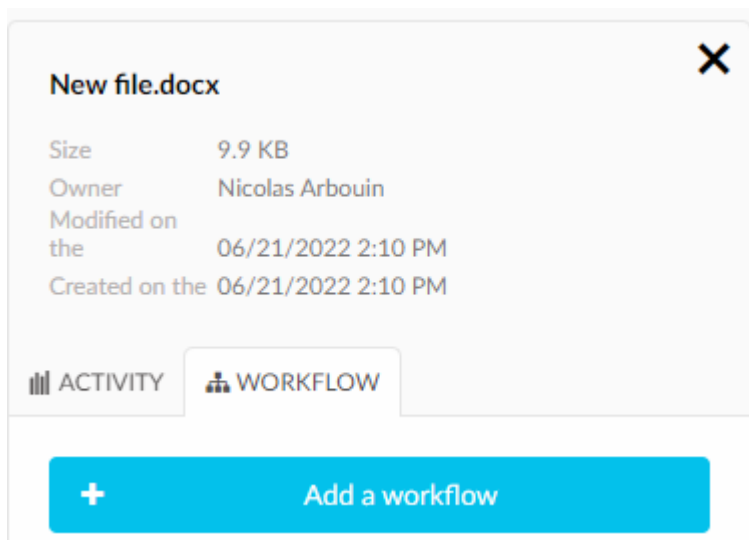 New file.docx
Size 9.9 KB
Owner Nicolas Arbouin
Modified on
the 06/21/2022 2:10 PM
Created on the 06/21/2022 2:10 PM
ACTIVITY WORKFLOW
Add a workflow